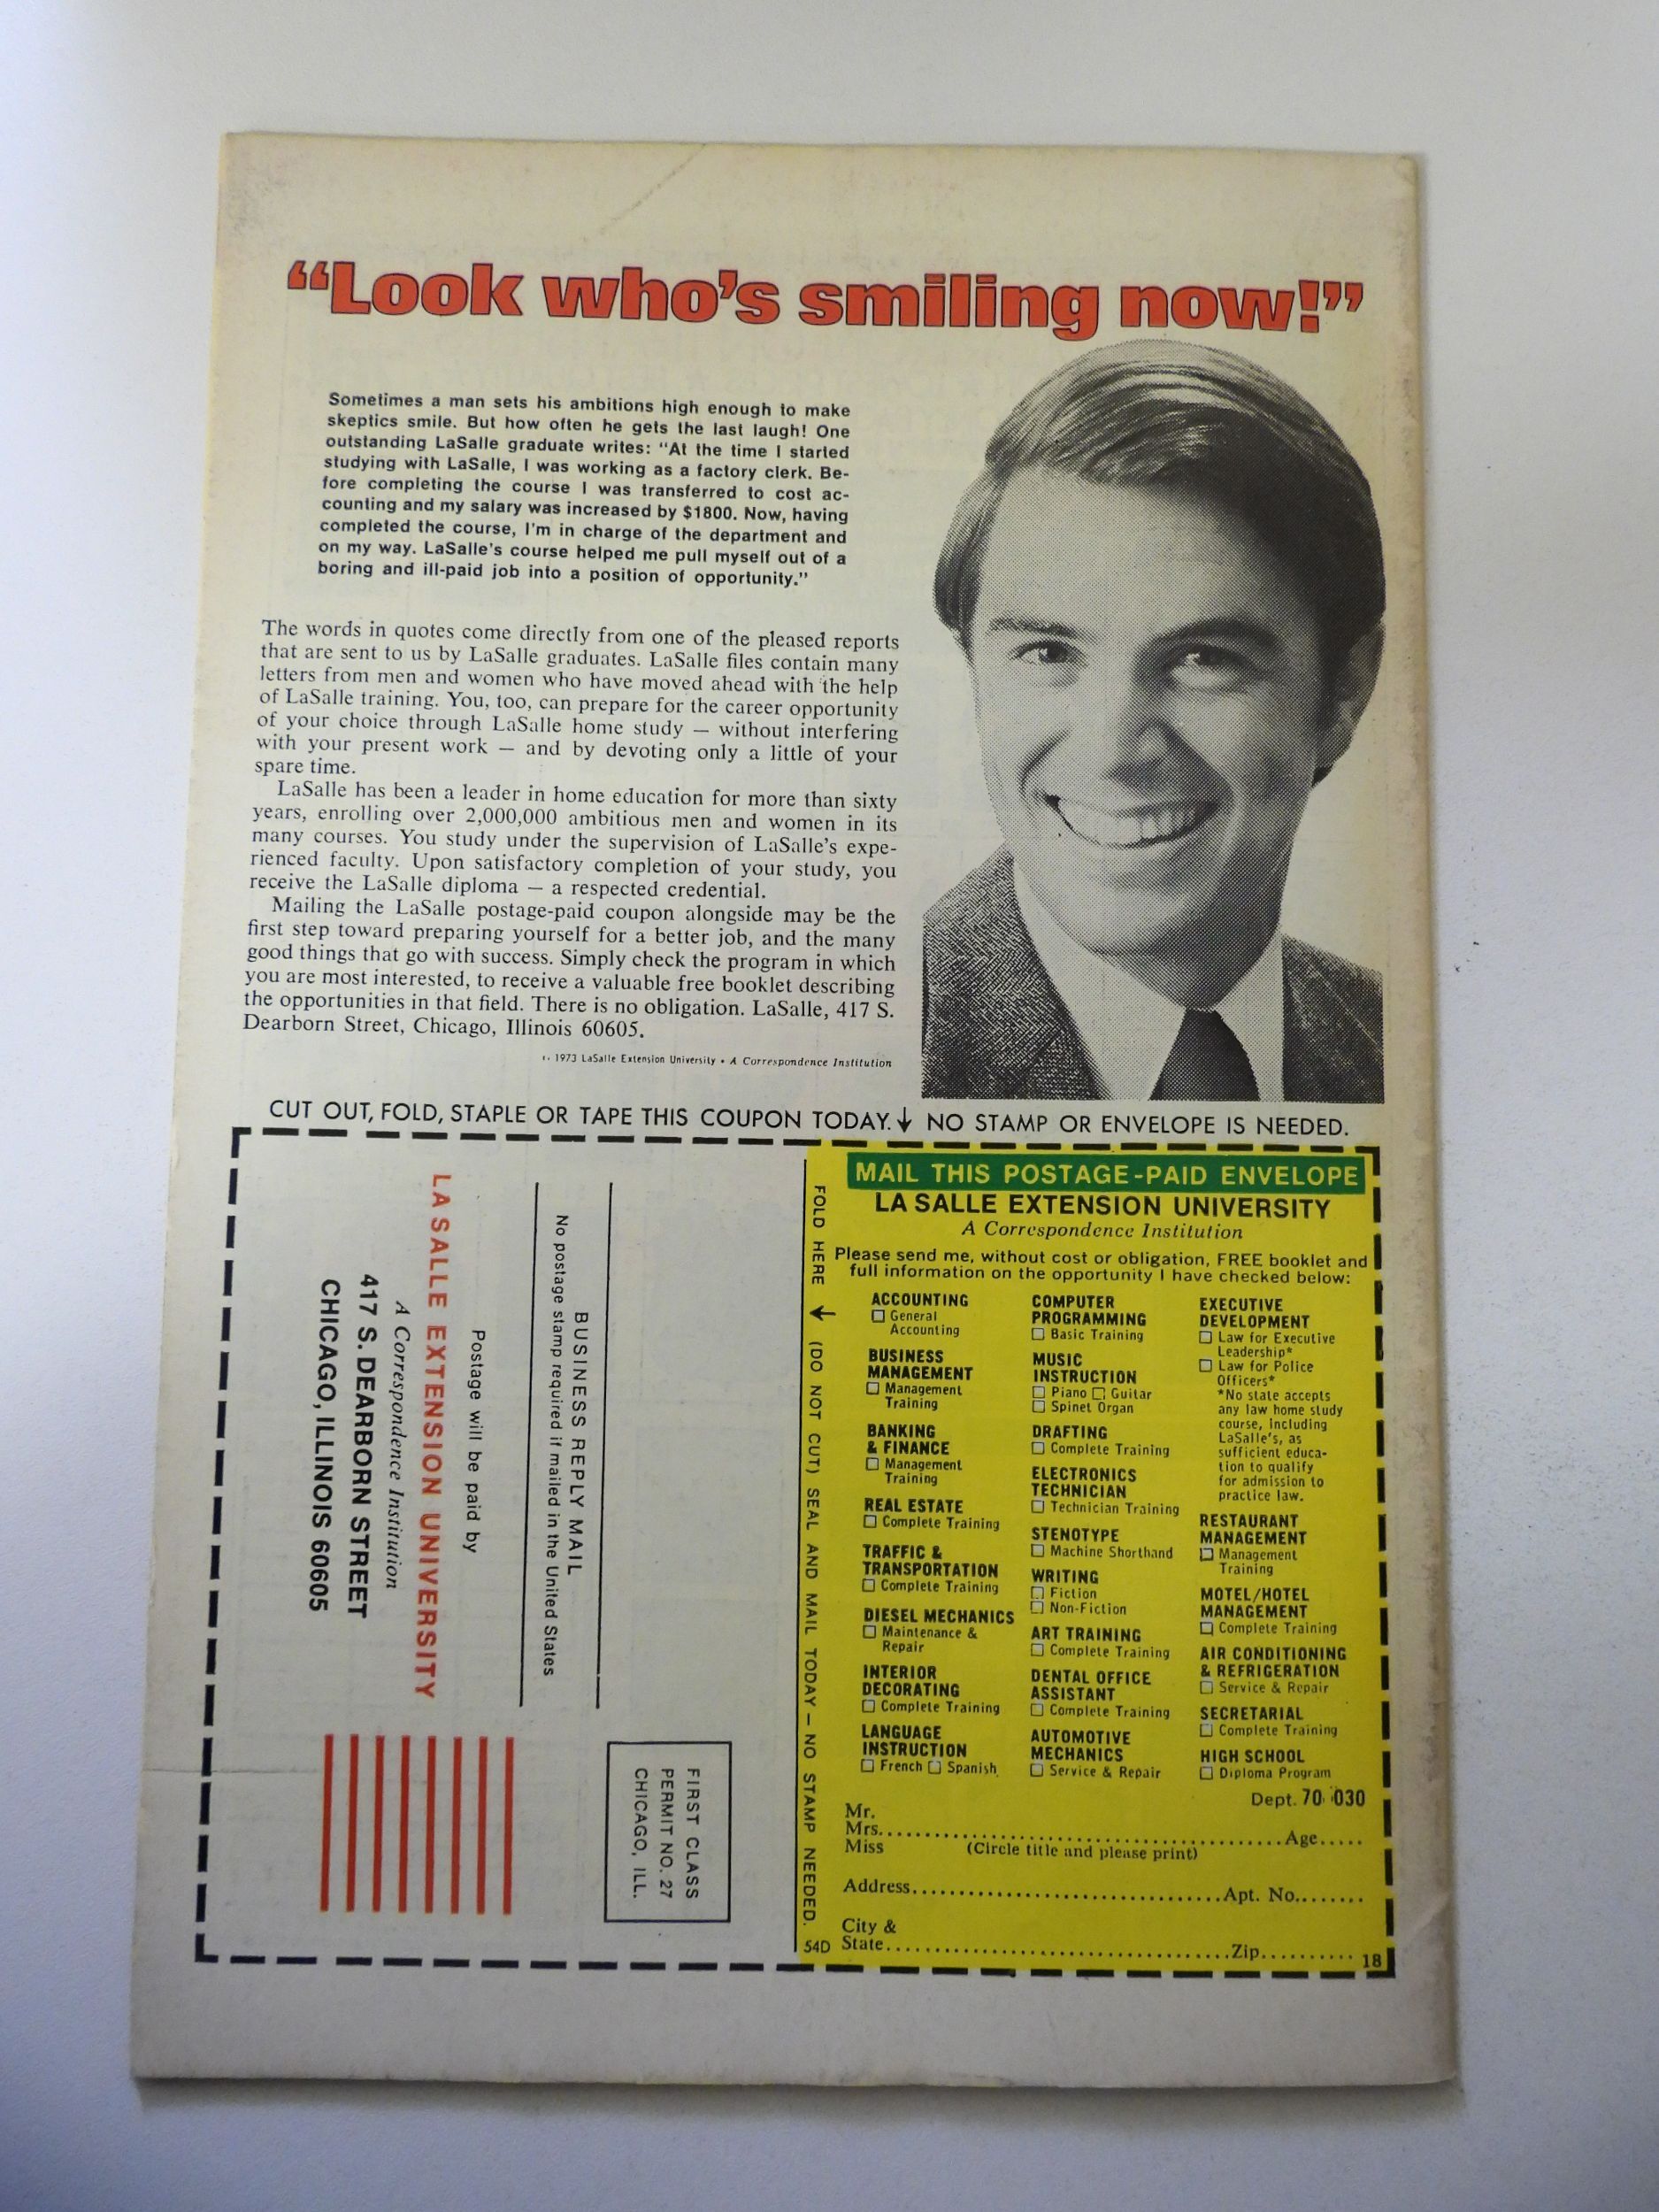 “Look who’s smiling now!”
Sometimes a man sets his ambitions high enough to make
skeptics smile. But how often he gets the last laugh! One
outstanding LaSalle graduate writes: “At the time I started
studying with LaSalle, I was working as a factory clerk. Be-
fore completing the course I was transferred to cost ac-
counting and my salary was increased by $1800. Now, having
completed the course, I’m in charge of the department and
on my way. LaSalle’s course helped me pull myself out of a
boring and ill-paid job into a position of opportunity.”
The words in quotes come directly from one of the pleased reports
that are sent to us by LaSalle graduates. LaSalle files contain many
letters from men and women who have moved ahead with the help
of LaSalle training. You, too, can prepare for the career opportunity
of your choice through LaSalle home study — without interfering
with your present work — and by devoting only a little of your
spare time.
LaSalle has been a leader in home education for more than sixty
years, enrolling over 2,000,000 ambitious men and women in its
many courses. You study under the supervision of LaSalle’s expe-
rienced faculty. Upon satisfactory completion of your study, you
receive the LaSalle diploma — a respected credential.
Mailing the LaSalle postage-paid coupon alongside may be the
first step toward preparing yourself for a better job, and the many
good things that go with success. Simply check the program in which
you are most interested, to receive a valuable free booklet describing
the opportunities in that field. There is no obligation. LaSalle, 417 S.
Dearborn Street, Chicago, Illinois 60605.
1973 LaSalle Extension University • A Correspondence Institution
CUT OUT, FOLD, STAPLE OR TAPE THIS COUPON TODAY. ↓ NO STAMP OR ENVELOPE IS NEEDED.
FIRST CLASS
PERMIT NO. 27
CHICAGO, ILL.
BUSINESS REPLY MAIL
No postage stamp required if mailed in the United States
Postage will be paid by
LA SALLE EXTENSION UNIVERSITY
A Correspondence Institution
417 S. DEARBORN STREET
CHICAGO, ILLINOIS 60605
FOLD HERE ↓ (DO NOT CUT) SEAL AND MAIL TODAY — NO STAMP NEEDED.
54D
MAIL THIS POSTAGE-PAID ENVELOPE
LA SALLE EXTENSION UNIVERSITY
A Correspondence Institution
Please send me, without cost or obligation, FREE booklet and
full information on the opportunity I have checked below:
ACCOUNTING
☐ General
Accounting
BUSINESS
MANAGEMENT
☐ Management
Training
BANKING
& FINANCE
☐ Management
Training
REAL ESTATE
☐ Complete Training
TRAFFIC &
TRANSPORTATION
☐ Complete Training
DIESEL MECHANICS
☐ Maintenance &
Repair
INTERIOR
DECORATING
☐ Complete Training
LANGUAGE
INSTRUCTION
☐ French ☐ Spanish
COMPUTER
PROGRAMMING
☐ Basic Training
MUSIC
INSTRUCTION
☐ Piano ☐ Guitar
☐ Spinet Organ
DRAFTING
☐ Complete Training
ELECTRONICS
TECHNICIAN
☐ Technician Training
STENOTYPE
☐ Machine Shorthand
WRITING
☐ Fiction
☐ Non-Fiction
ART TRAINING
☐ Complete Training
DENTAL OFFICE
ASSISTANT
☐ Complete Training
AUTOMOTIVE
MECHANICS
☐ Service & Repair
EXECUTIVE
DEVELOPMENT
☐ Law for Executive
Leadership*
☐ Law for Police
Officers*
*No state accepts
any law home study
course, including
LaSalle’s, as
sufficient educa-
tion to qualify
for admission to
practice law.
RESTAURANT
MANAGEMENT
☐ Management
Training
MOTEL/HOTEL
MANAGEMENT
☐ Complete Training
AIR CONDITIONING
& REFRIGERATION
☐ Service & Repair
SECRETARIAL
☐ Complete Training
HIGH SCHOOL
☐ Diploma Program
Dept. 70-030
Mr.
Mrs. Age
Miss (Circle title and please print)
Address Apt. No.
City &
State Zip
18